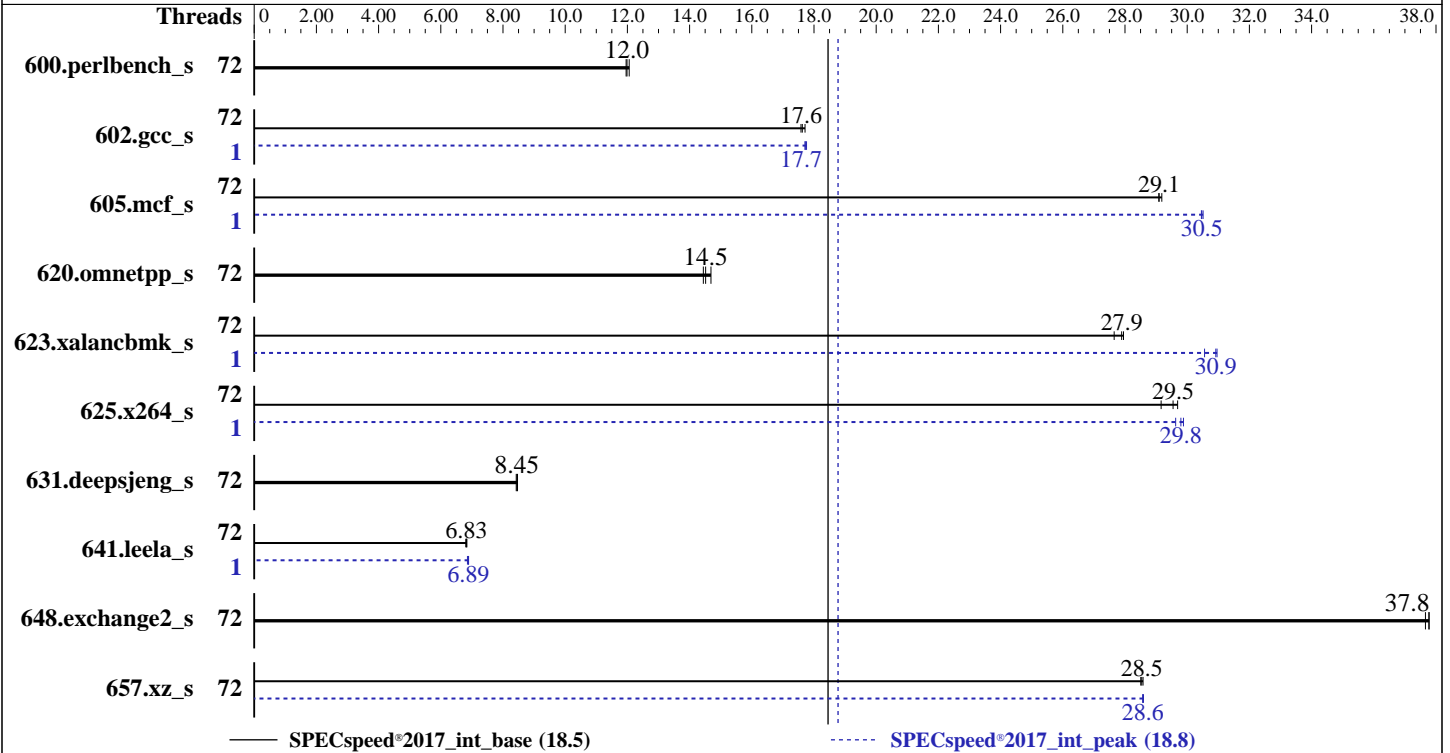 Threads 0 2.00 4.00 6.00 8.00 10.0 12.0 14.0 16.0 18.0 20.0 22.0 24.0 26.0 28.0 30.0 32.0 34.0 38.0
12.0
600.perlbench_s 72
72 17.6
602.gcc_s
1 17.7
72 29.1
605.mcf_s
1 30.5
14.5
620.omnetpp_s 72
72 27.9
623.xalancbmk_s
1 30.9
72 29.5
625.x264_s
1 29.8
8.45
631.deepsjeng_s 72
72 6.83
641.leela_s
1 6.89
37.8
648.exchange2_s 72
28.5
657.xz_s 72
28.6
SPECspeed®2017_int_base (18.5) SPECspeed®2017_int_peak (18.8)